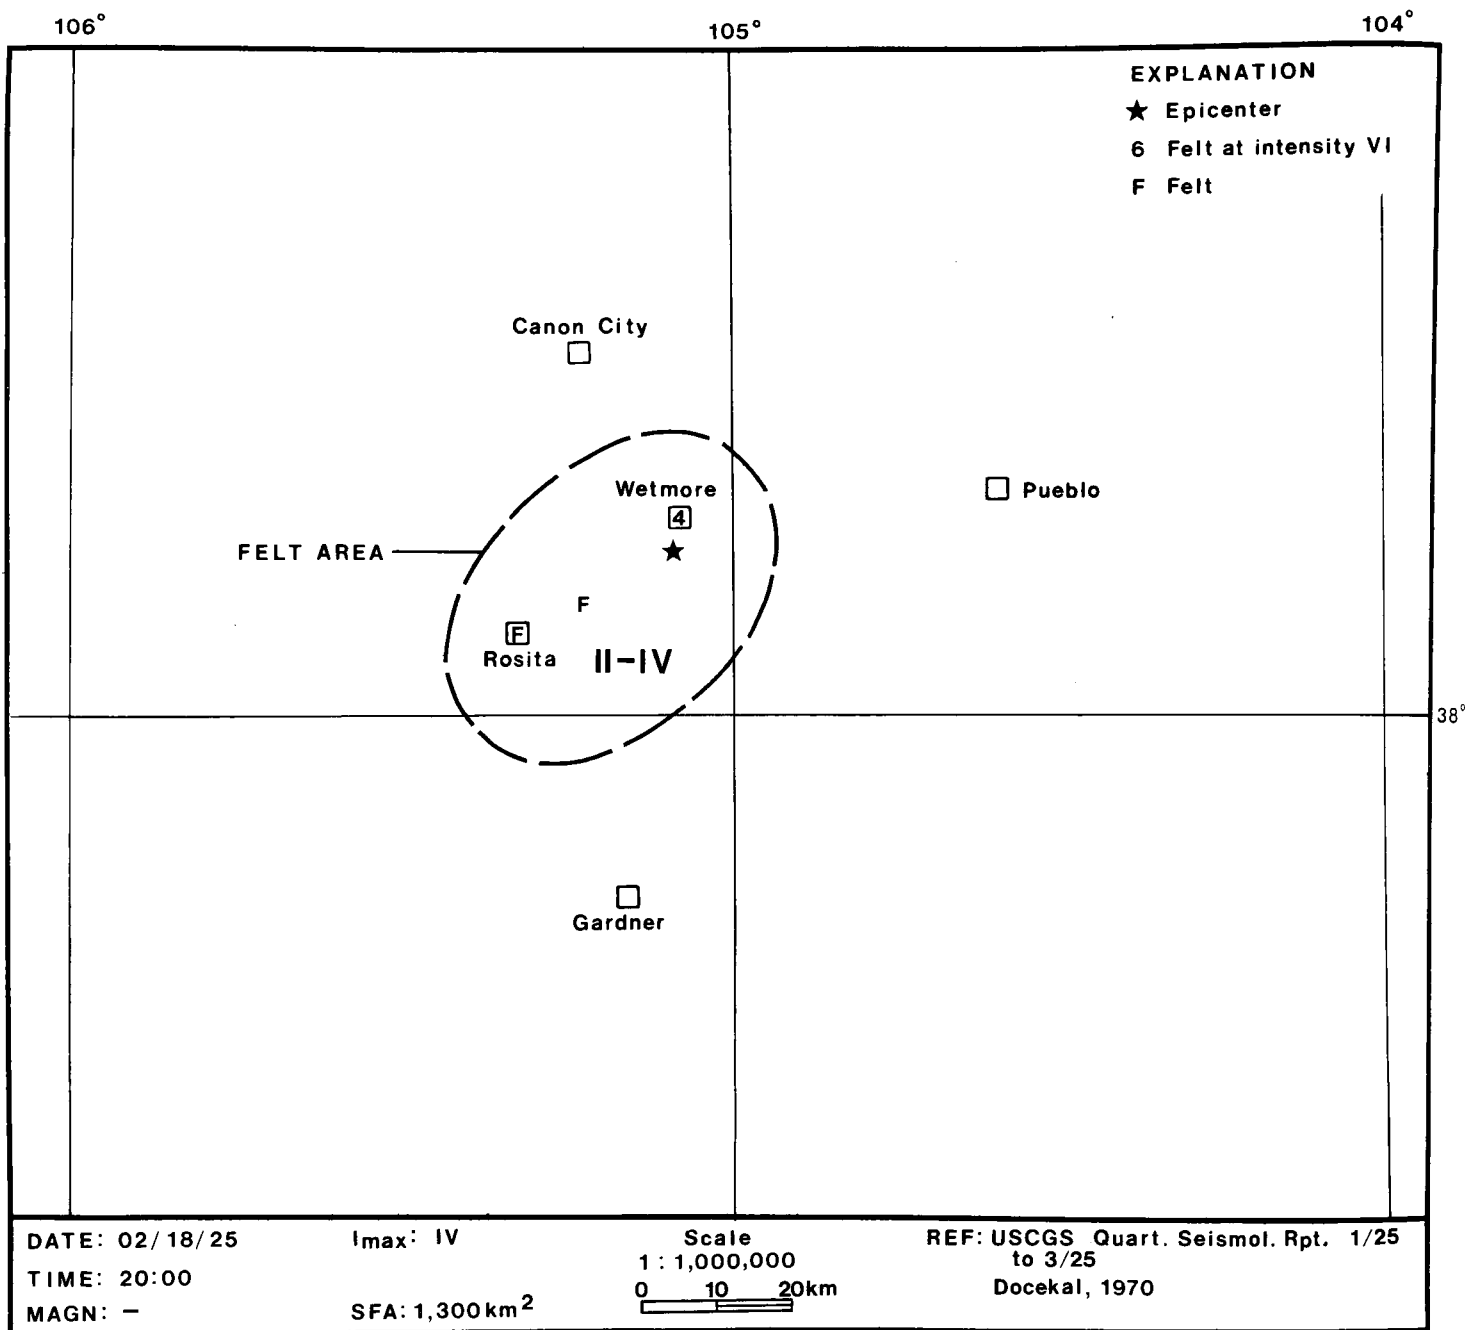 106°
105°
104°
EXPLANATION
★ Epicenter
6 Felt at intensity VI
F Felt
Canon City
Wetmore
4
Pueblo
FELT AREA
F
F
Rosita
II-IV
38°
Gardner
DATE: 02/18/25
TIME: 20:00
MAGN: -
Imax: IV
SFA: 1,300 km2
Scale
1 : 1,000,000
0 10 20km
REF: USCGS Quart. Seismol. Rpt. 1/25
to 3/25
Docekal, 1970